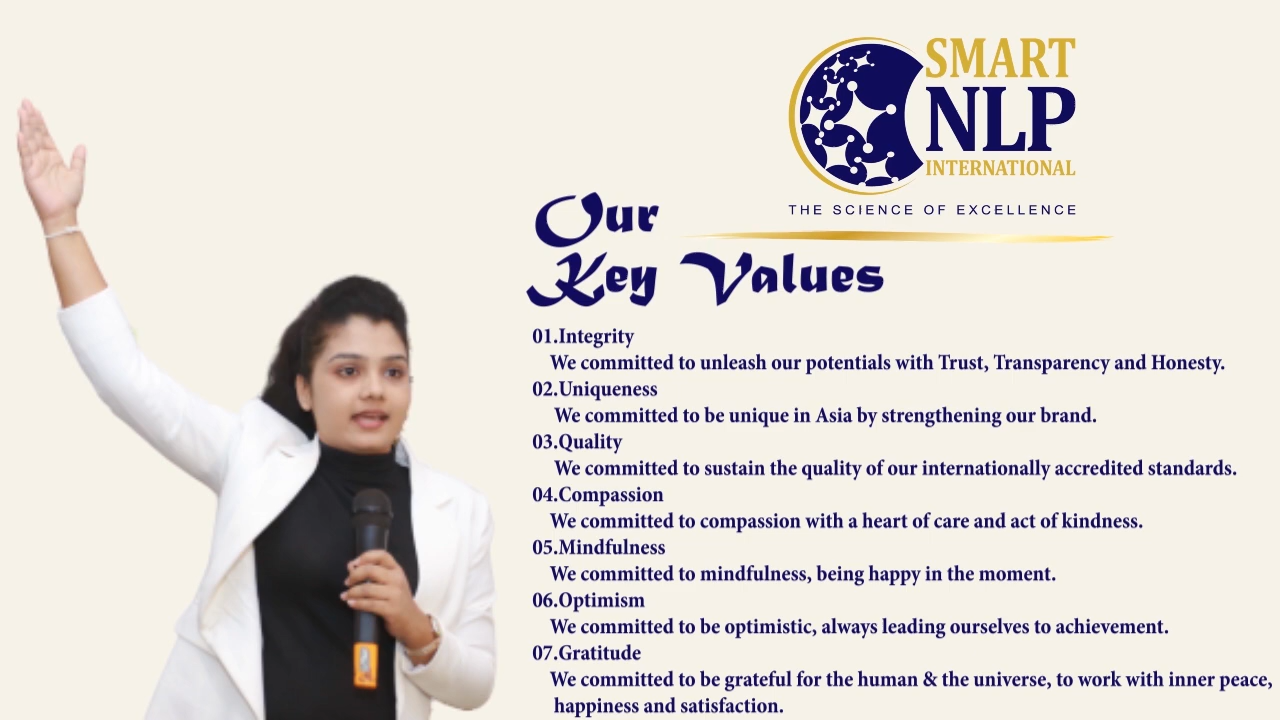 SMART
NLP
INTERNATIONAL
THE SCIENCE OF EXCELLENCE
Our
Key Values
01.Integrity
We committed to unleash our potentials with Trust, Transparency and Honesty.
02.Uniqueness
We committed to be unique in Asia by strengthening our brand.
03.Quality
We committed to sustain the quality of our internationally accredited standards.
04.Compassion
We committed to compassion with a heart of care and act of kindness.
05.Mindfulness
We committed to mindfulness, being happy in the moment.
06.Optimism
We committed to be optimistic, always leading ourselves to achievement.
07.Gratitude
We committed to be grateful for the human & the universe, to work with inner peace,
happiness and satisfaction.